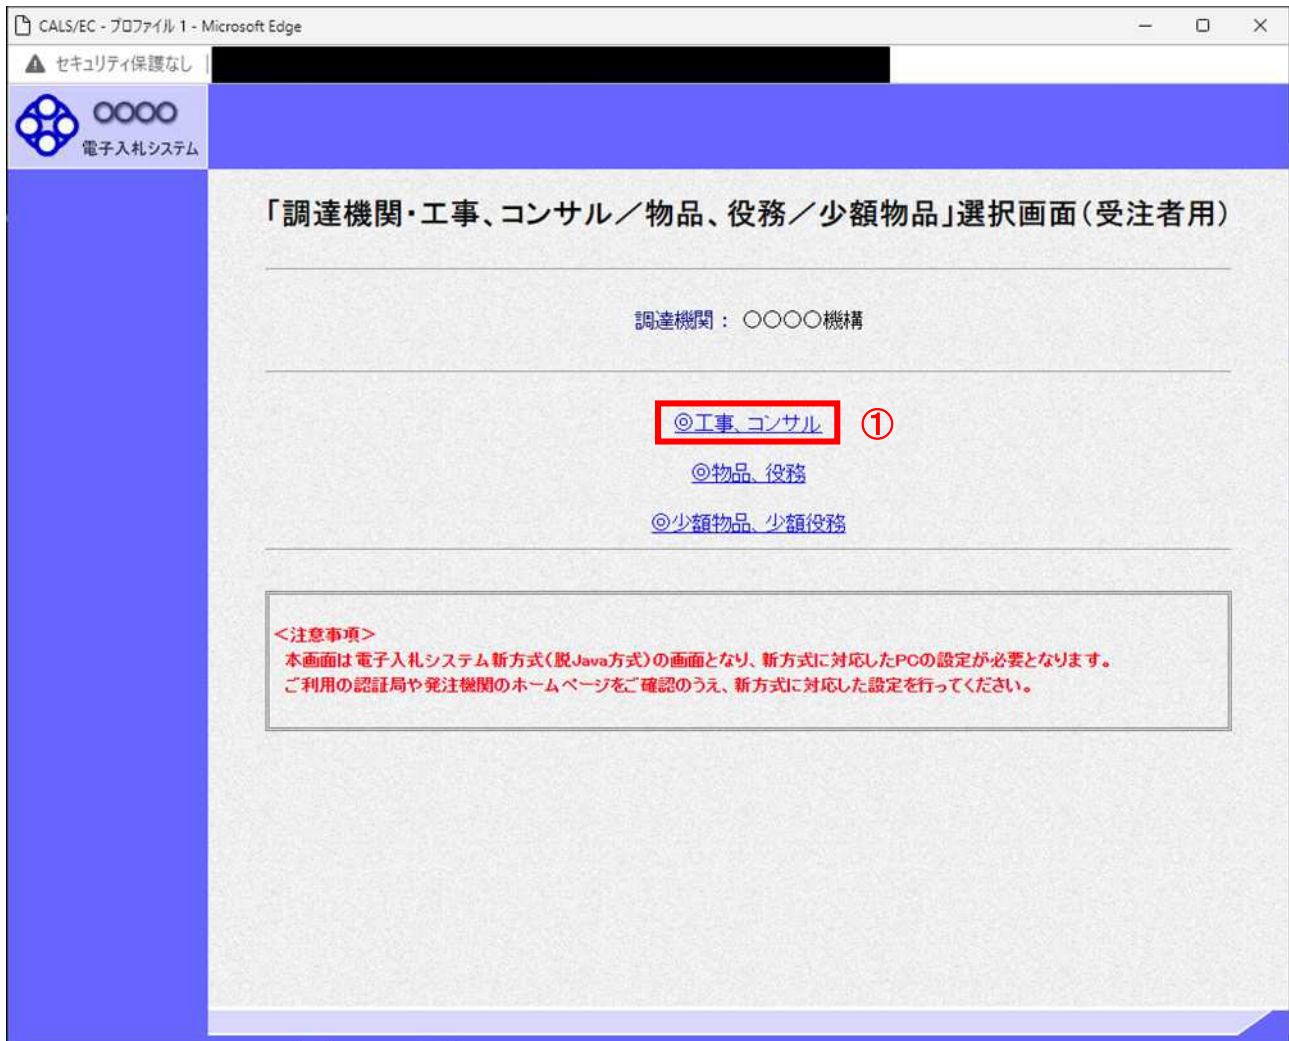 CALS/EC - プロファイル 1 - Microsoft Edge
セキュリティ保護なし
○○○○
電子入札システム
「調達機関・工事、コンサル／物品、役務／少額物品」選択画面（受注者用）
調達機関： ○○○○機構
◎工事、コンサル ①
◎物品、役務
◎少額物品、少額役務
＜注意事項＞
本画面は電子入札システム新方式（脱Java方式）の画面となり、新方式に対応したPCの設定が必要となります。
ご利用の認証局や発注機関のホームページをご確認のうえ、新方式に対応した設定を行ってください。